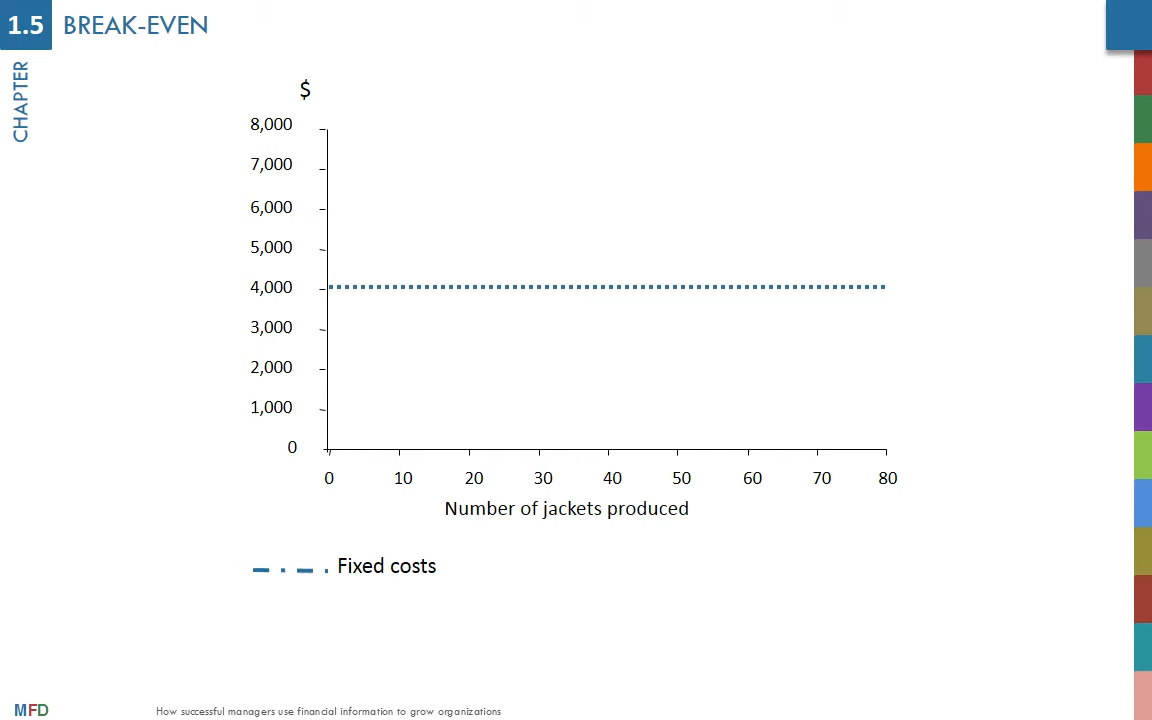 1.5 BREAK-EVEN
CHAPTER
$
8,000
7,000
6,000
5,000
4,000
3,000
2,000
1,000
0
0 10 20 30 40 50 60 70 80
Number of jackets produced
Fixed costs
MFD How successful managers use financial information to grow organizations